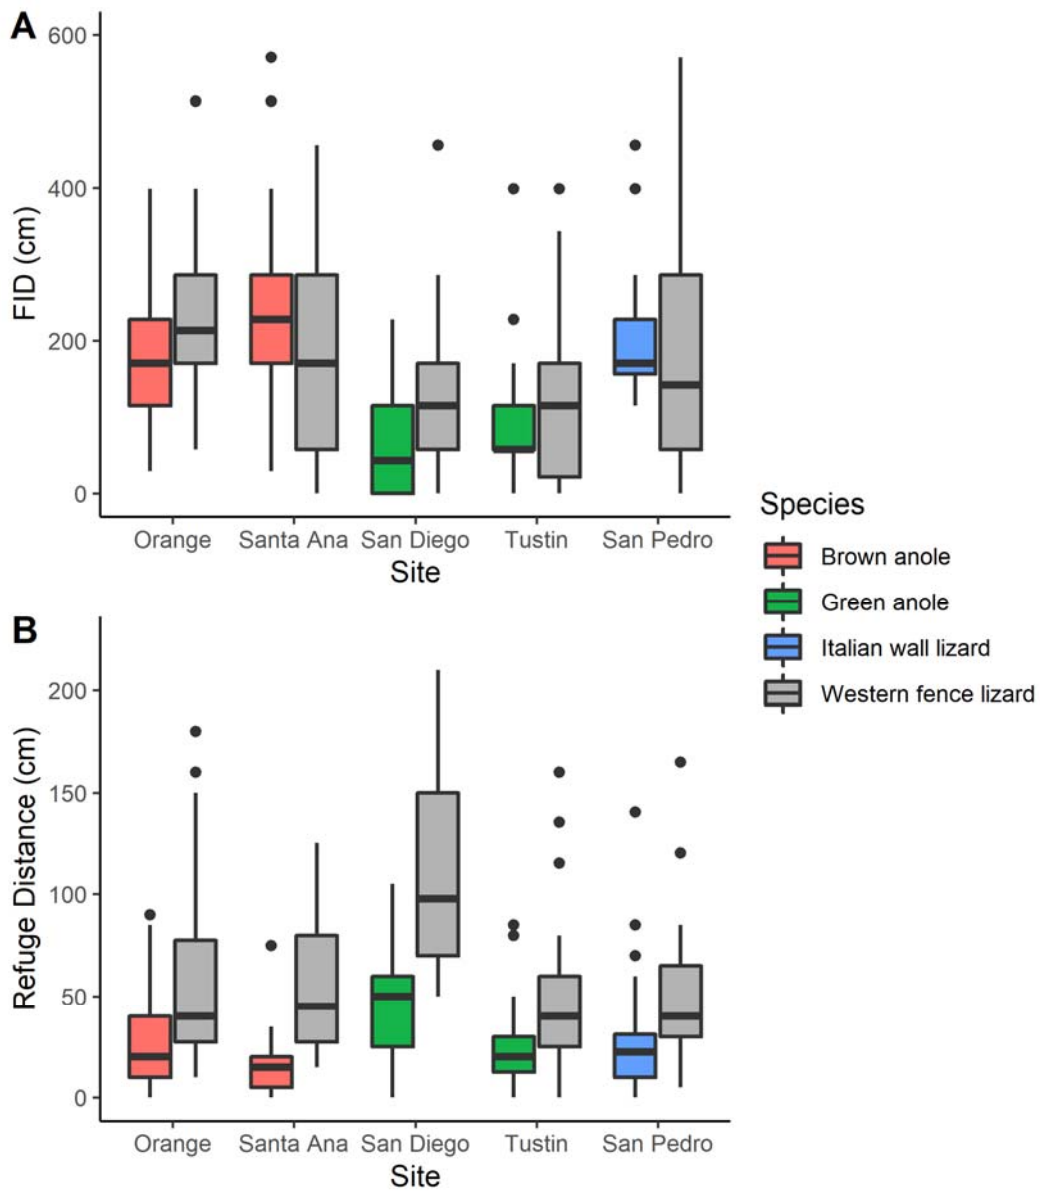 A
600
400
200
0
FID (cm)
Orange Santa Ana San Diego Tustin San Pedro
Site
Species
Brown anole
Green anole
Italian wall lizard
Western fence lizard
B
200
150
100
50
0
Refuge Distance (cm)
Orange Santa Ana San Diego Tustin San Pedro
Site